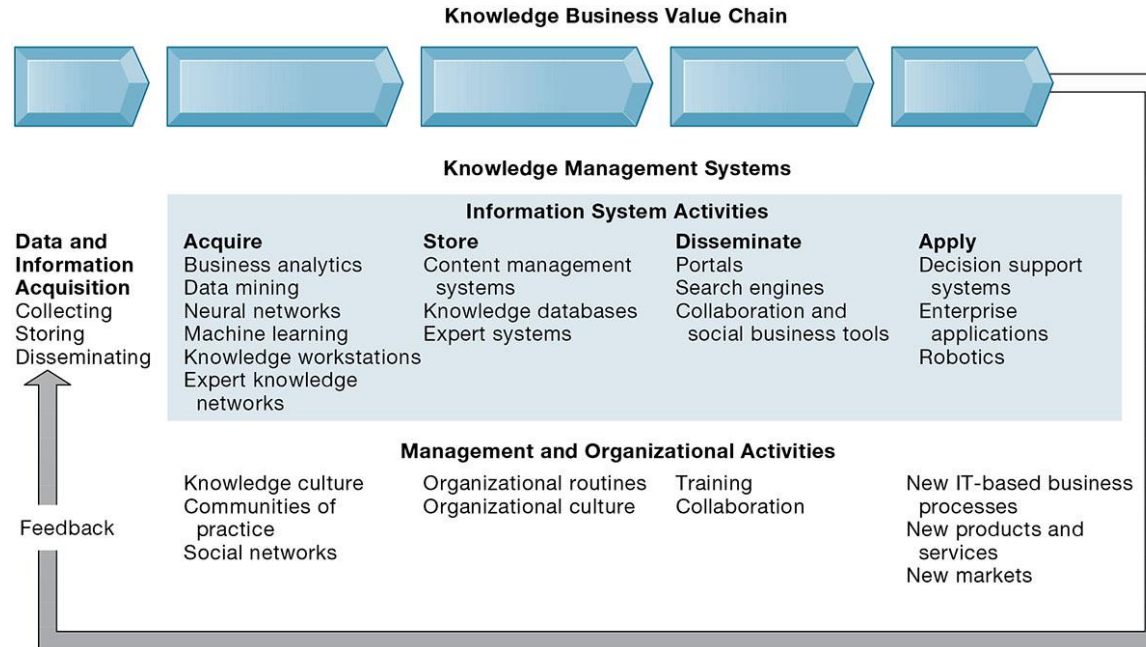 Knowledge Business Value Chain
Knowledge Management Systems
Information System Activities
Data and
Information
Acquisition
Collecting
Storing
Disseminating
Acquire
Business analytics
Data mining
Neural networks
Machine learning
Knowledge workstations
Expert knowledge
networks
Store
Content management
systems
Knowledge databases
Expert systems
Disseminate
Portals
Search engines
Collaboration and
social business tools
Apply
Decision support
systems
Enterprise
applications
Robotics
Management and Organizational Activities
Knowledge culture
Communities of
practice
Social networks
Organizational routines
Organizational culture
Training
Collaboration
New IT-based business
processes
New products and
services
New markets
Feedback